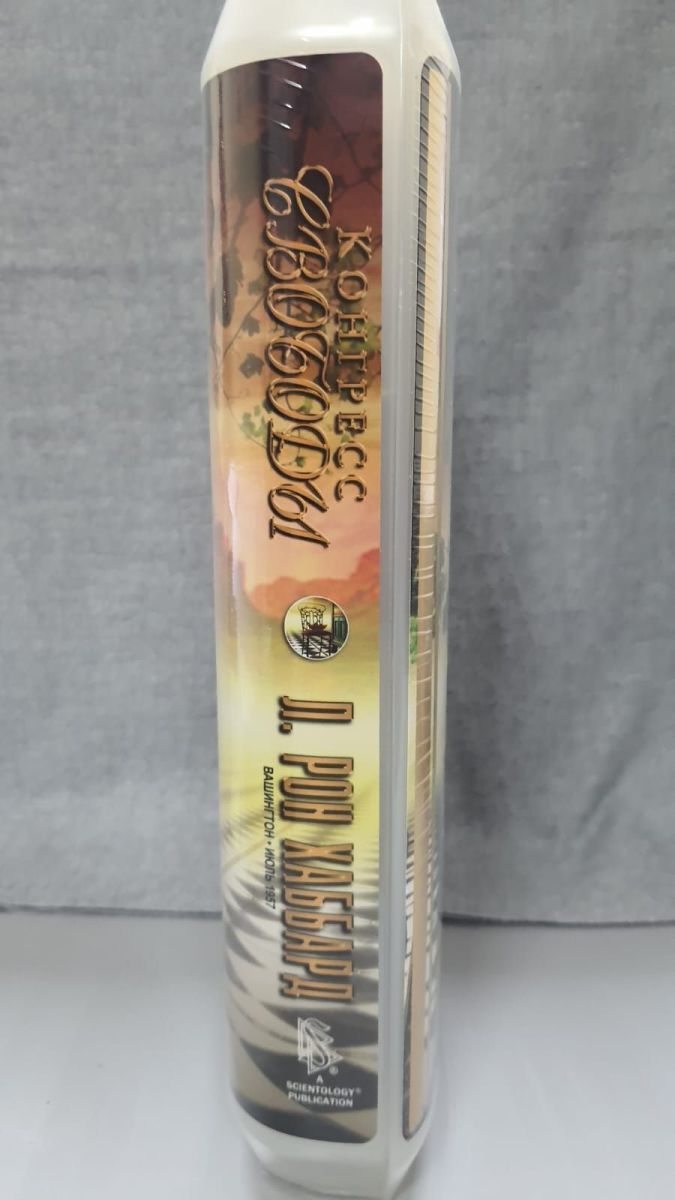 КОНГРЕСС
СВОБОДЫ
Л. РОН ХАББАРД
ВАШИНГТОН • ИЮЛЬ 1957
A
SCIENTOLOGY®
PUBLICATION